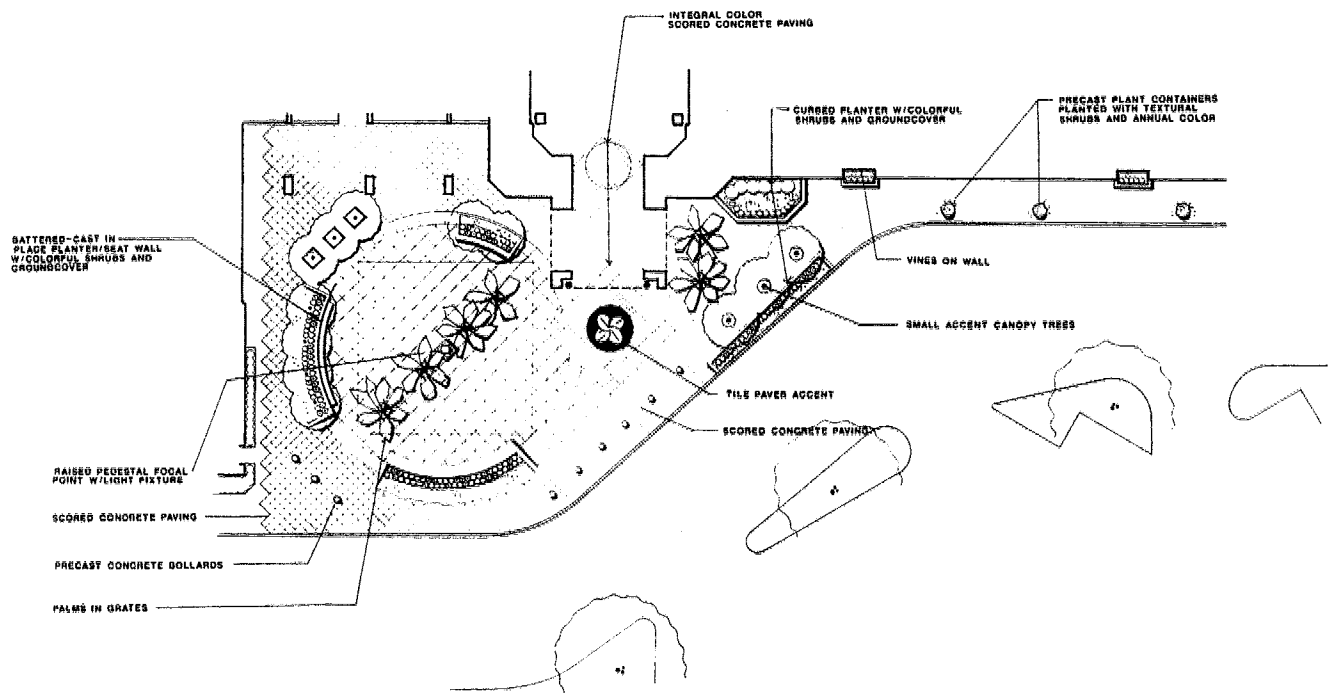 INTEGRAL COLOR
SCORED CONCRETE PAVING
CURBED PLANTER W/COLORFUL
SHRUBS AND GROUNDCOVER
PRECAST PLANT CONTAINERS
PLANTED WITH TEXTURAL
SHRUBS AND ANNUAL COLOR
BATTERED-CAST IN
PLACE PLANTER/SEAT WALL
W/COLORFUL SHRUBS AND
GROUNDCOVER
VINES ON WALL
SMALL ACCENT CANOPY TREES
TILE PAVER ACCENT
SCORED CONCRETE PAVING
RAISED PEDESTAL FOCAL
POINT W/LIGHT FIXTURE
SCORED CONCRETE PAVING
PRECAST CONCRETE BOLLARDS
PALMS IN GRATES